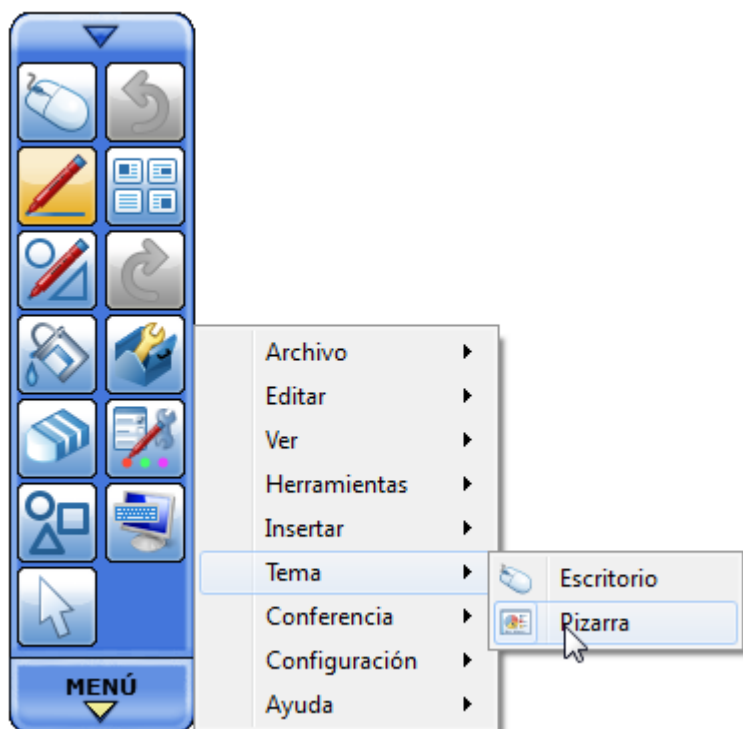 Archivo
Editar
Ver
Herramientas
Insertar
Tema
Escritorio
Conferencia
Pizarra
Configuración
MENÚ
Ayuda